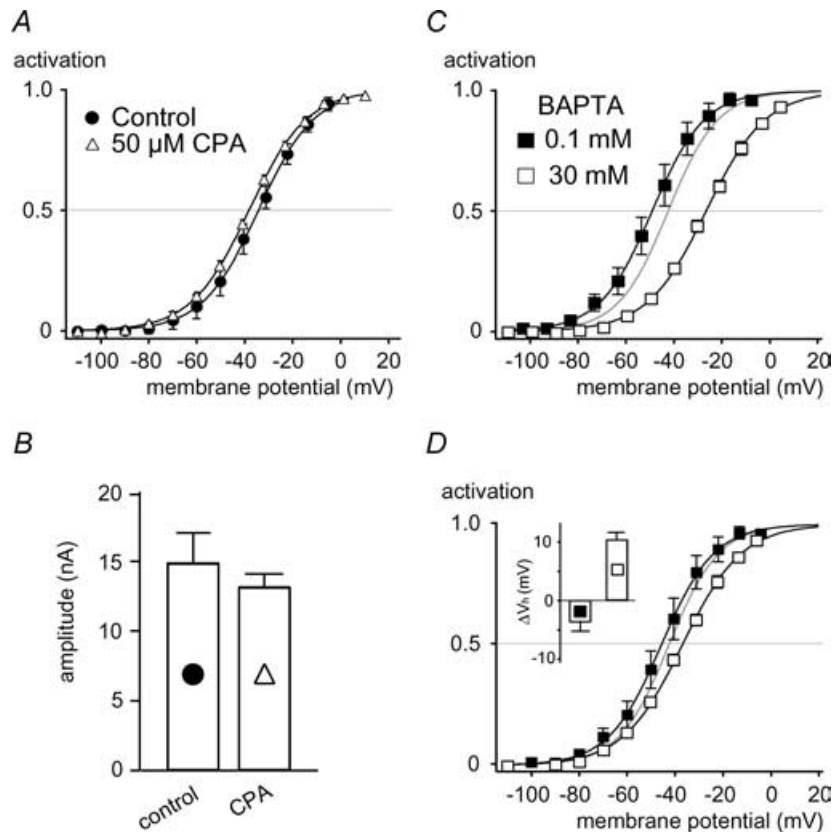 A
activation
1.0
0.5
0
Control
50 µM CPA
-100 -80 -60 -40 -20 0 20
membrane potential (mV)
B
20
15
10
5
0
amplitude (nA)
control
CPA
C
activation
1.0
0.5
0
BAPTA
0.1 mM
30 mM
-100 -80 -60 -40 -20 0 20
membrane potential (mV)
D
activation
1.0
0.5
0
10
0
-10
ΔVh (mV)
-100 -80 -60 -40 -20 0 20
membrane potential (mV)